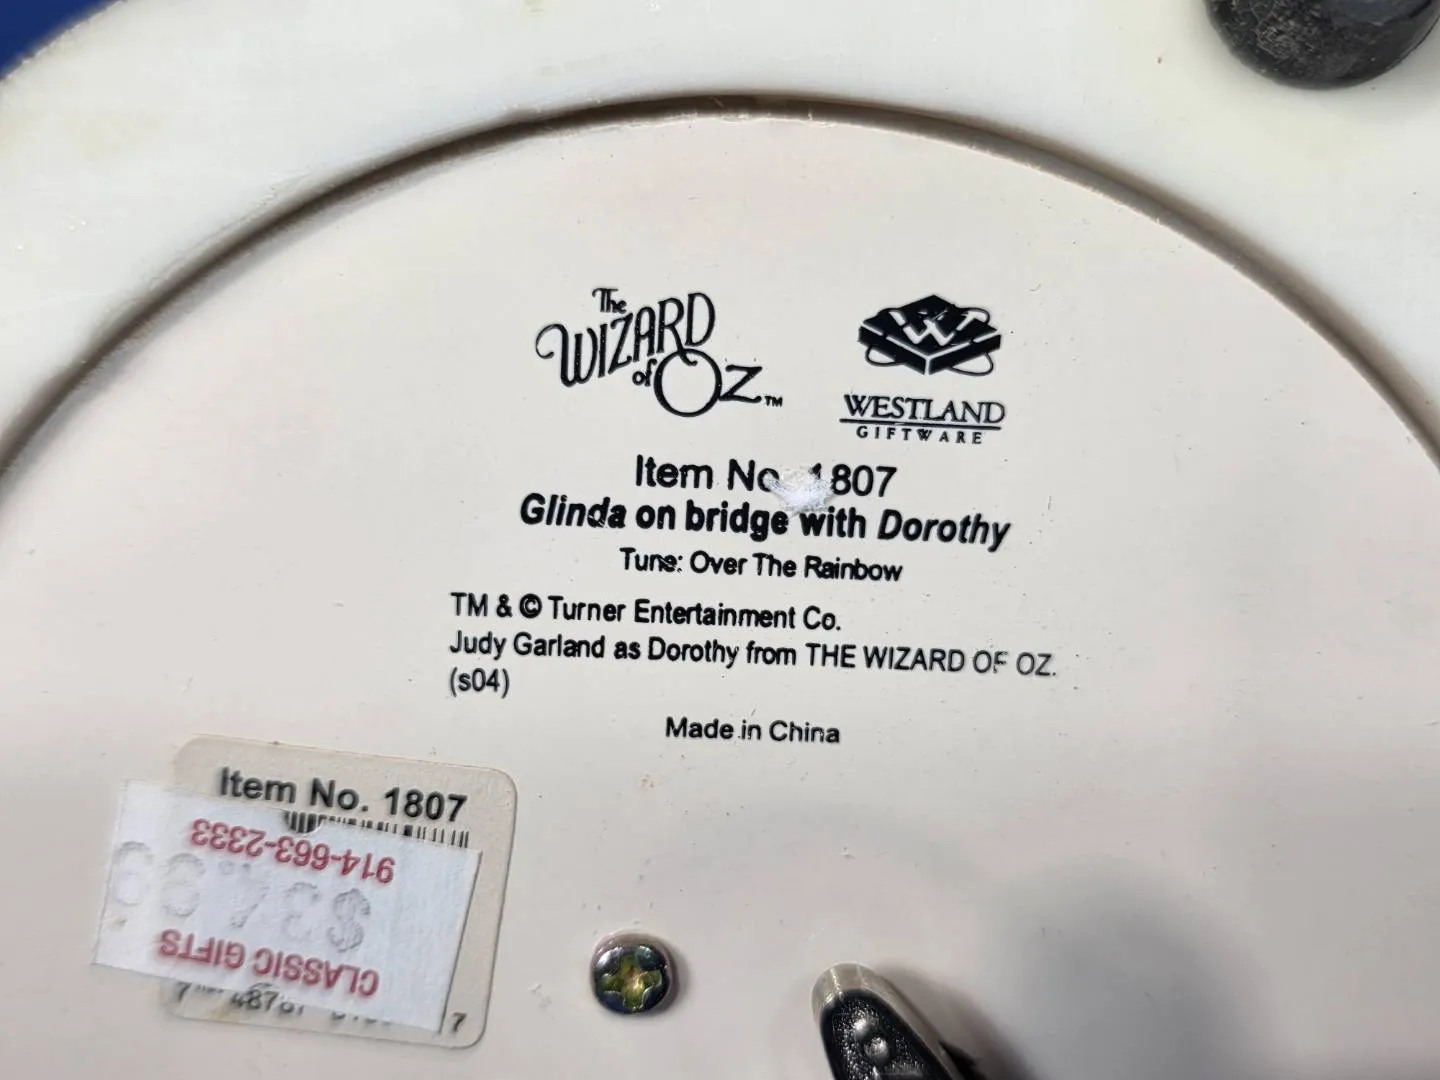 The
WIZARD
of OZ™
W
WESTLAND
GIFTWARE
Item No. 1807
Glinda on bridge with Dorothy
Tune: Over The Rainbow
TM & © Turner Entertainment Co.
Judy Garland as Dorothy from THE WIZARD OF OZ.
(s04)
Made in China
Item No. 1807
CLASSIC GIFTS
914-663-2333
7